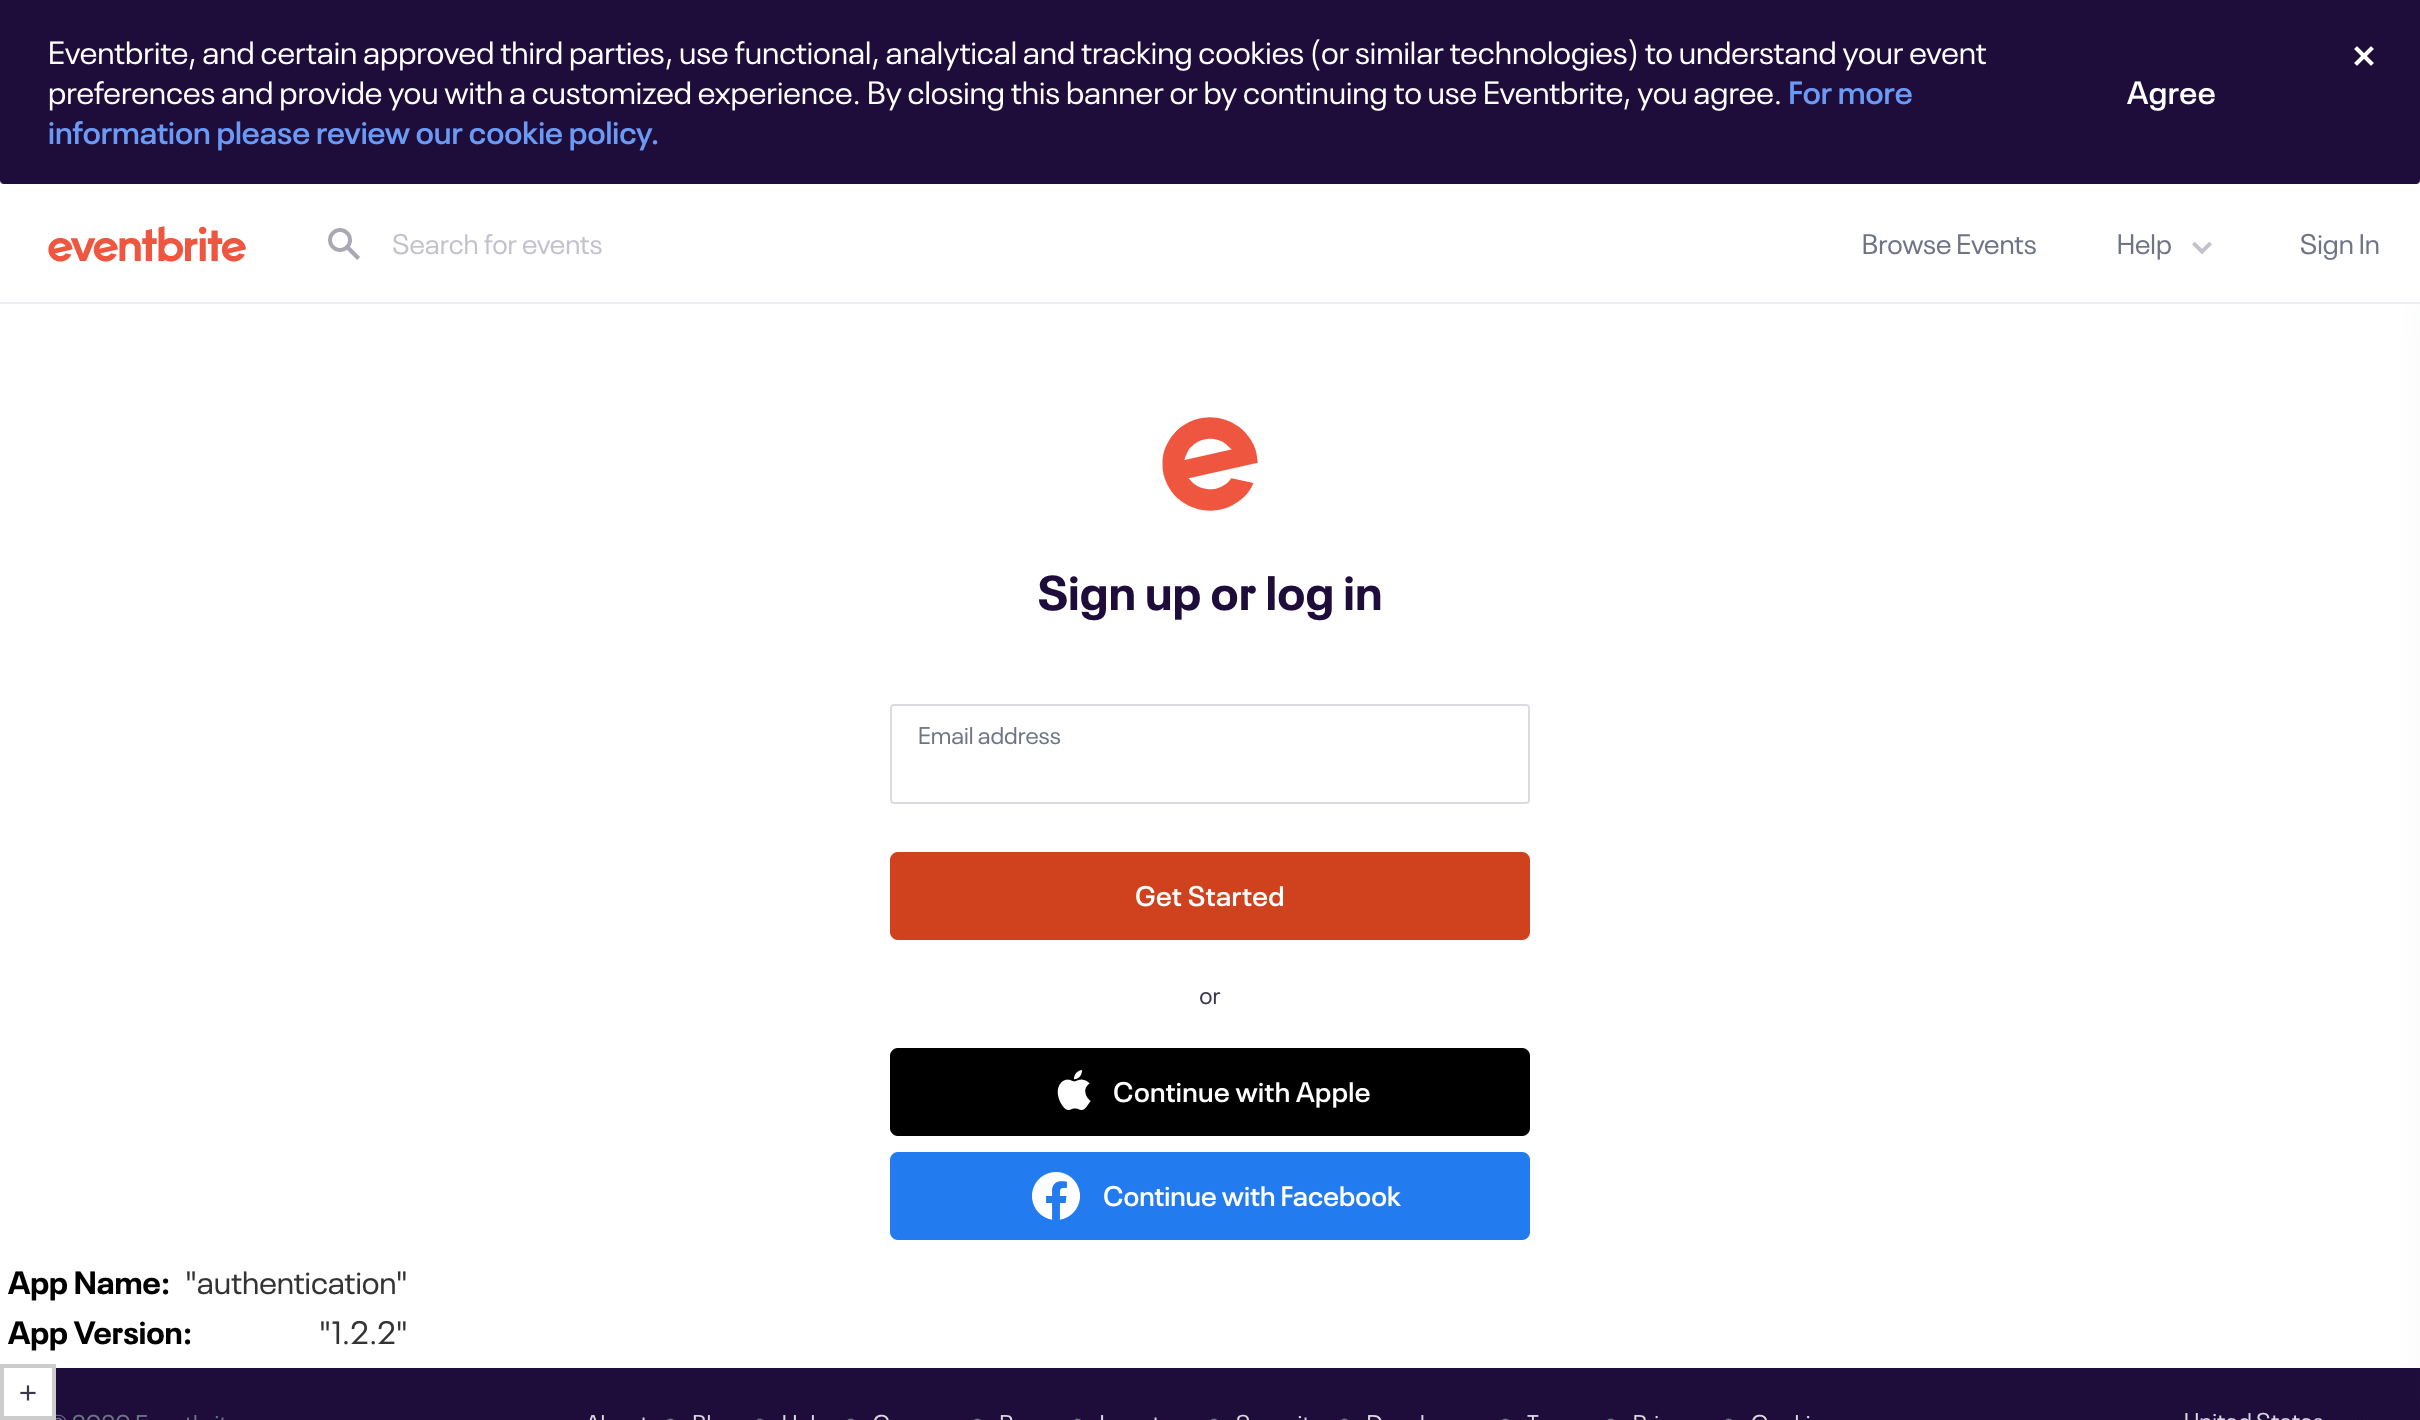 Eventbrite, and certain approved third parties, use functional, analytical and tracking cookies (or similar technologies) to understand your event
preferences and provide you with a customized experience. By closing this banner or by continuing to use Eventbrite, you agree. For more
information please review our cookie policy.
Agree
eventbrite
Search for events
Browse Events
Help
Sign In
Sign up or log in
Email address
Get Started
or
Continue with Apple
Continue with Facebook
App Name: "authentication"
App Version: "1.2.2"
+